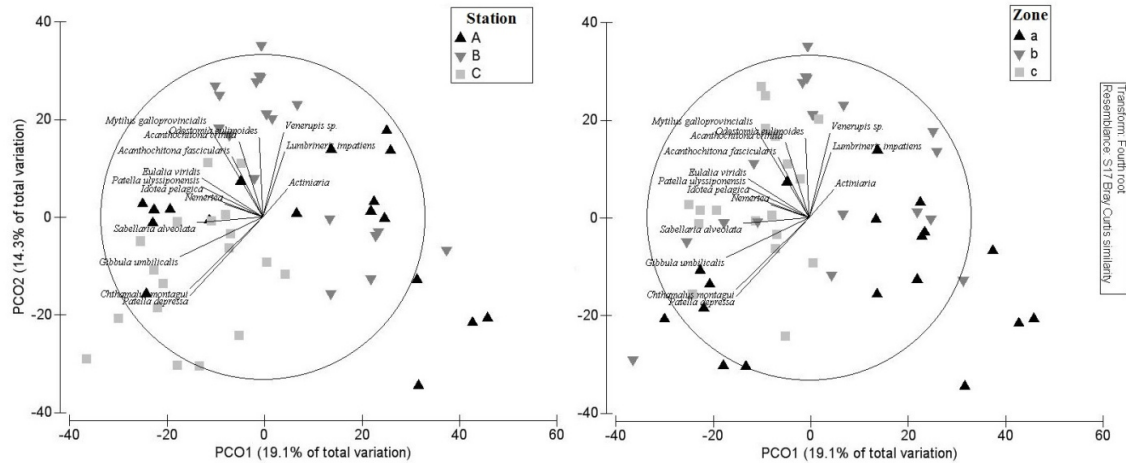 40
20
0
-20
-40
PCO2 (14.3% of total variation)
Station
A
B
C
Mytilus galloprovincialis
Odostomia eulimoides
Acanthochitona crinita
Acanthochitona fascicularis
Venerupis sp.
Lumbrineris impatiens
Eulalia viridis
Patella ulyssiponensis
Actiniaria
Idotea pelagica
Nemerica
Sabellaria alveolata
Gibbula umbilicalis
Chthamalus montagui
Patella depressa
-40 -20 0 20 40 60
PCO1 (19.1% of total variation)
40
20
0
-20
-40
Zone
a
b
c
Mytilus galloprovincialis
Odostomia eulimoides
Acanthochitona crinita
Acanthochitona fascicularis
Venerupis sp.
Lumbrineris impatiens
Eulalia viridis
Patella ulyssiponensis
Actiniaria
Idotea pelagica
Nemerica
Sabellaria alveolata
Gibbula umbilicalis
Chthamalus montagui
Patella depressa
-40 -20 0 20 40 60
PCO1 (19.1% of total variation)
Transform: Fourth root
Resemblance: S17 Bray Curtis similarity